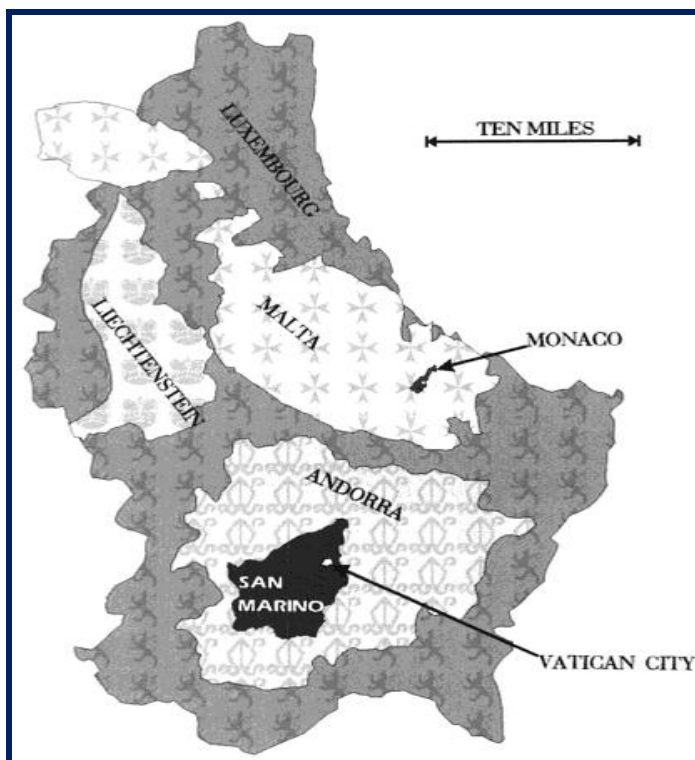 LUXEMBOURG
TEN MILES
MALTA
LIECHTENSTEIN
MONACO
ANDORRA
SAN
MARINO
VATICAN CITY